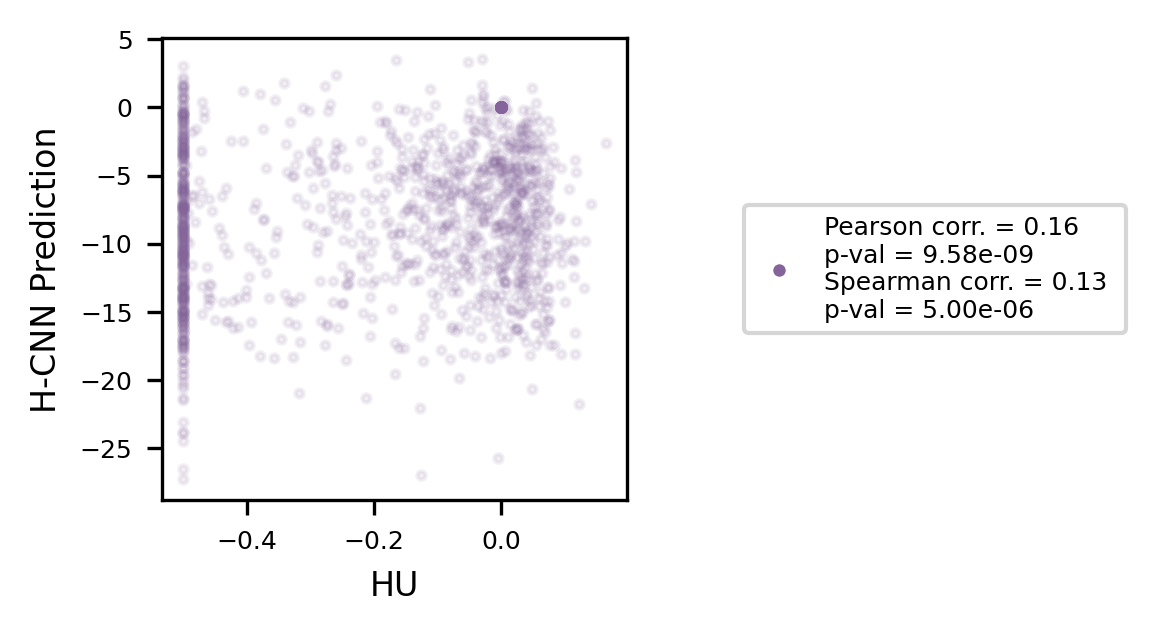 5
0
−5
−10
−15
−20
−25
H-CNN Prediction
−0.4
−0.2
0.0
HU
Pearson corr. = 0.16
p-val = 9.58e-09
Spearman corr. = 0.13
p-val = 5.00e-06